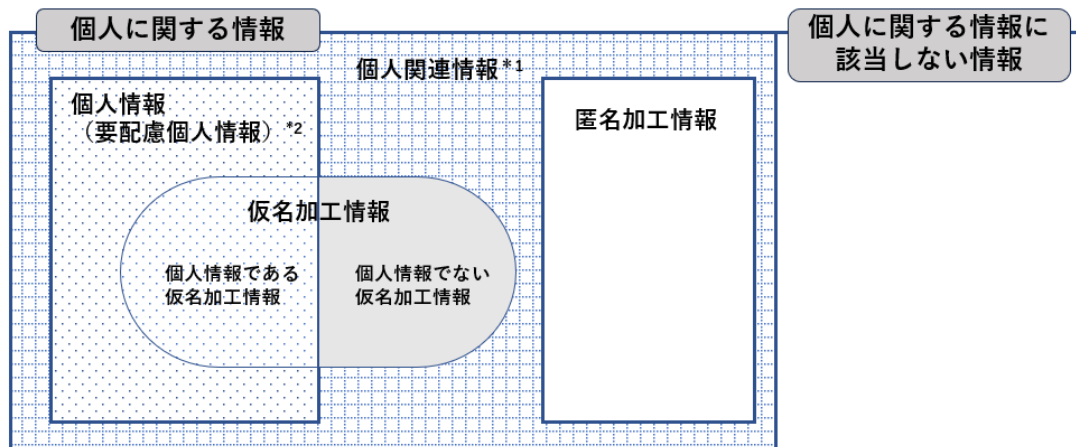 個人に関する情報
個人に関する情報に
該当しない情報
個人関連情報*1
個人情報
（要配慮個人情報）*2
匿名加工情報
仮名加工情報
個人情報である
仮名加工情報
個人情報でない
仮名加工情報